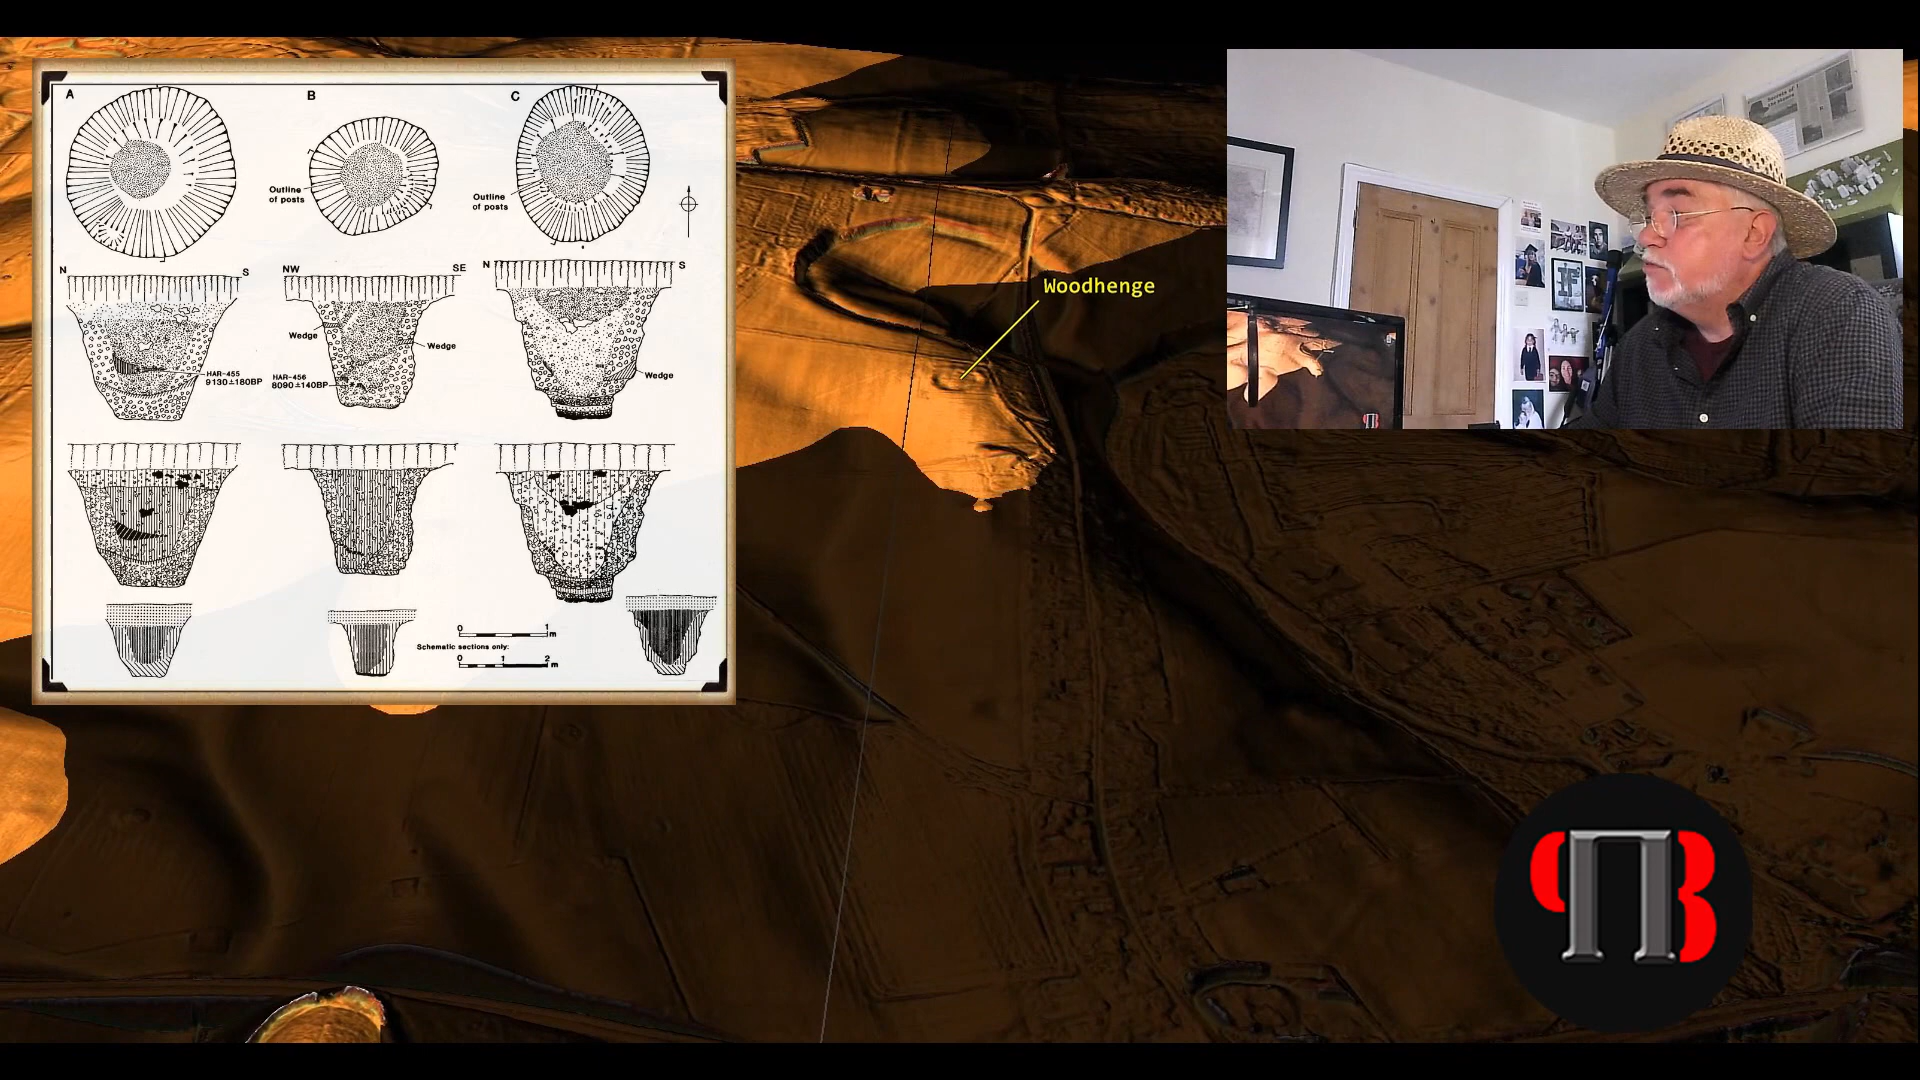 A
B
C
Outline
of posts
Outline
of posts
N
S
NW
SE
N
S
Wedge
Wedge
Wedge
HAR-455
9130±180BP
HAR-456
8090±140BP
0 1
m
Schematic sections only:
0 1 2
m
Woodhenge